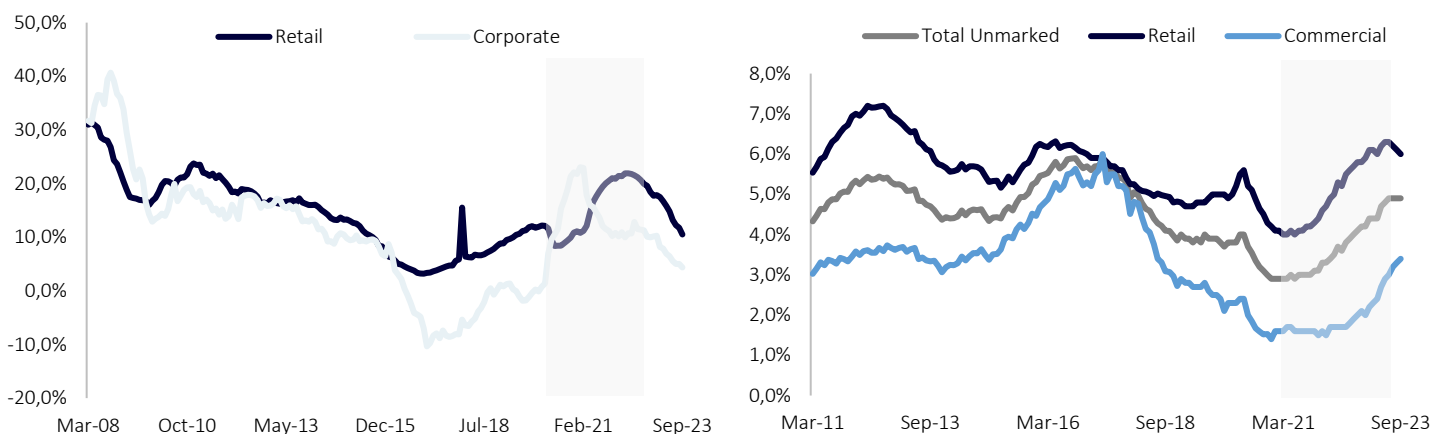 50,0%
Retail
Corporate
40,0%
30,0%
20,0%
10,0%
0,0%
-10,0%
-20,0%
Mar-08
Oct-10
May-13
Dec-15
Jul-18
Feb-21
Sep-23
Total Unmarked
Retail
Commercial
8,0%
7,0%
6,0%
5,0%
4,0%
3,0%
2,0%
1,0%
0,0%
Mar-11
Sep-13
Mar-16
Sep-18
Mar-21
Sep-23